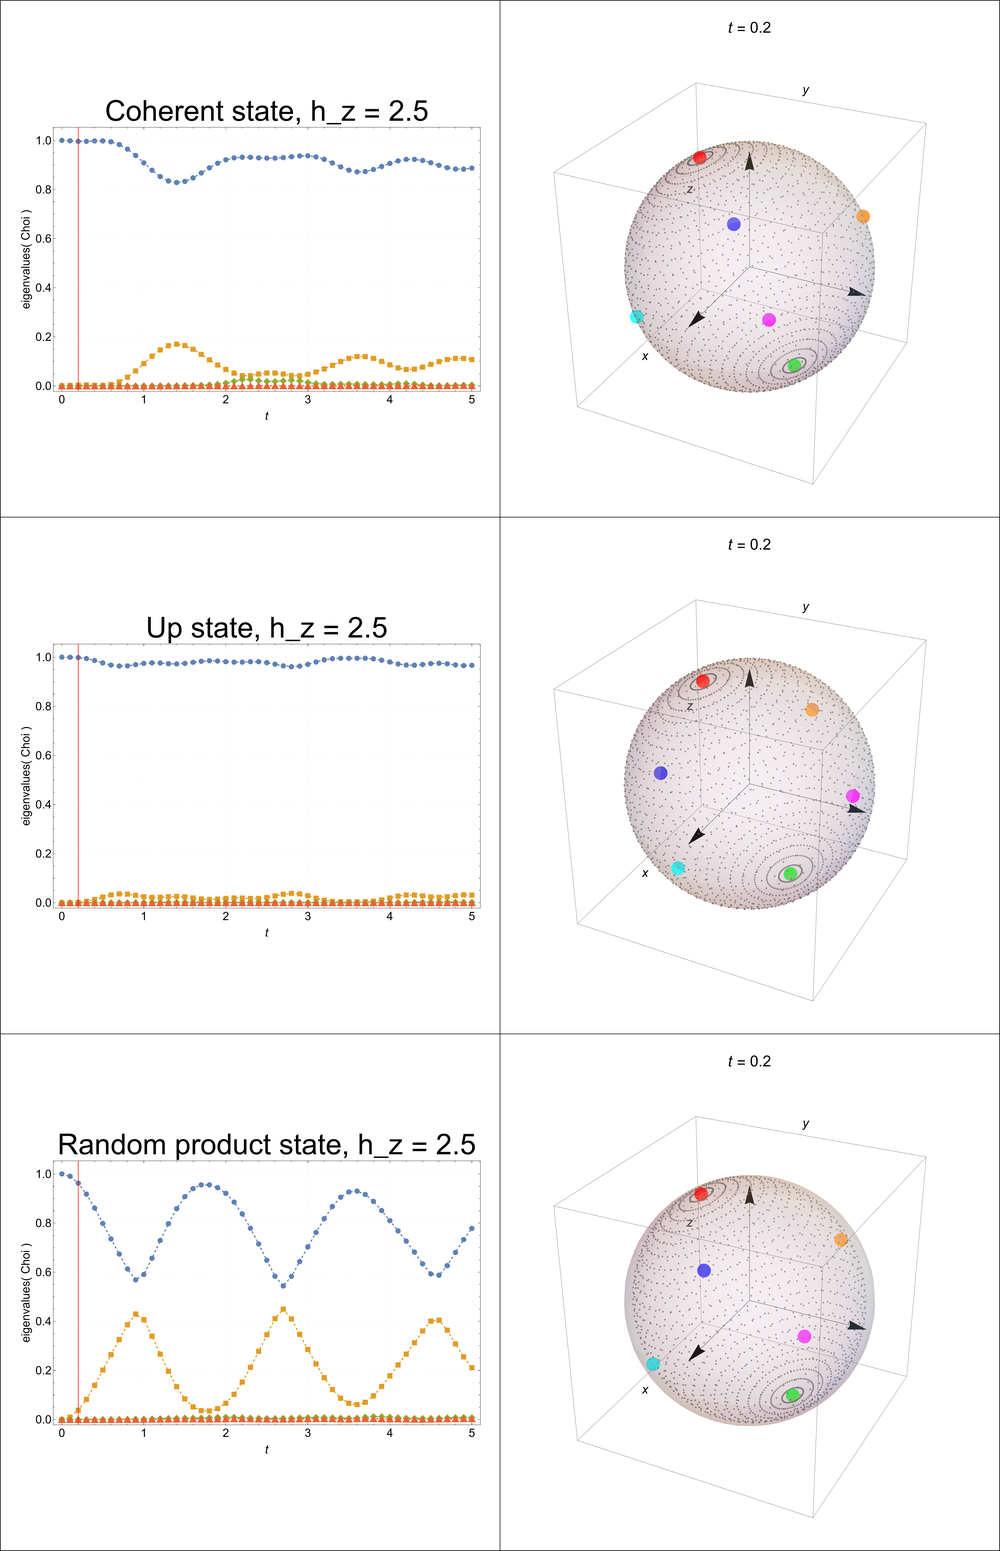 Coherent state, h_z = 2.5
eigenvalues( Choi )
1.0
0.8
0.6
0.4
0.2
0.0
0 1 2 3 4 5
t
t = 0.2
y
z
x
Up state, h_z = 2.5
eigenvalues( Choi )
1.0
0.8
0.6
0.4
0.2
0.0
0 1 2 3 4 5
t
t = 0.2
y
z
x
Random product state, h_z = 2.5
eigenvalues( Choi )
1.0
0.8
0.6
0.4
0.2
0.0
0 1 2 3 4 5
t
t = 0.2
y
z
x